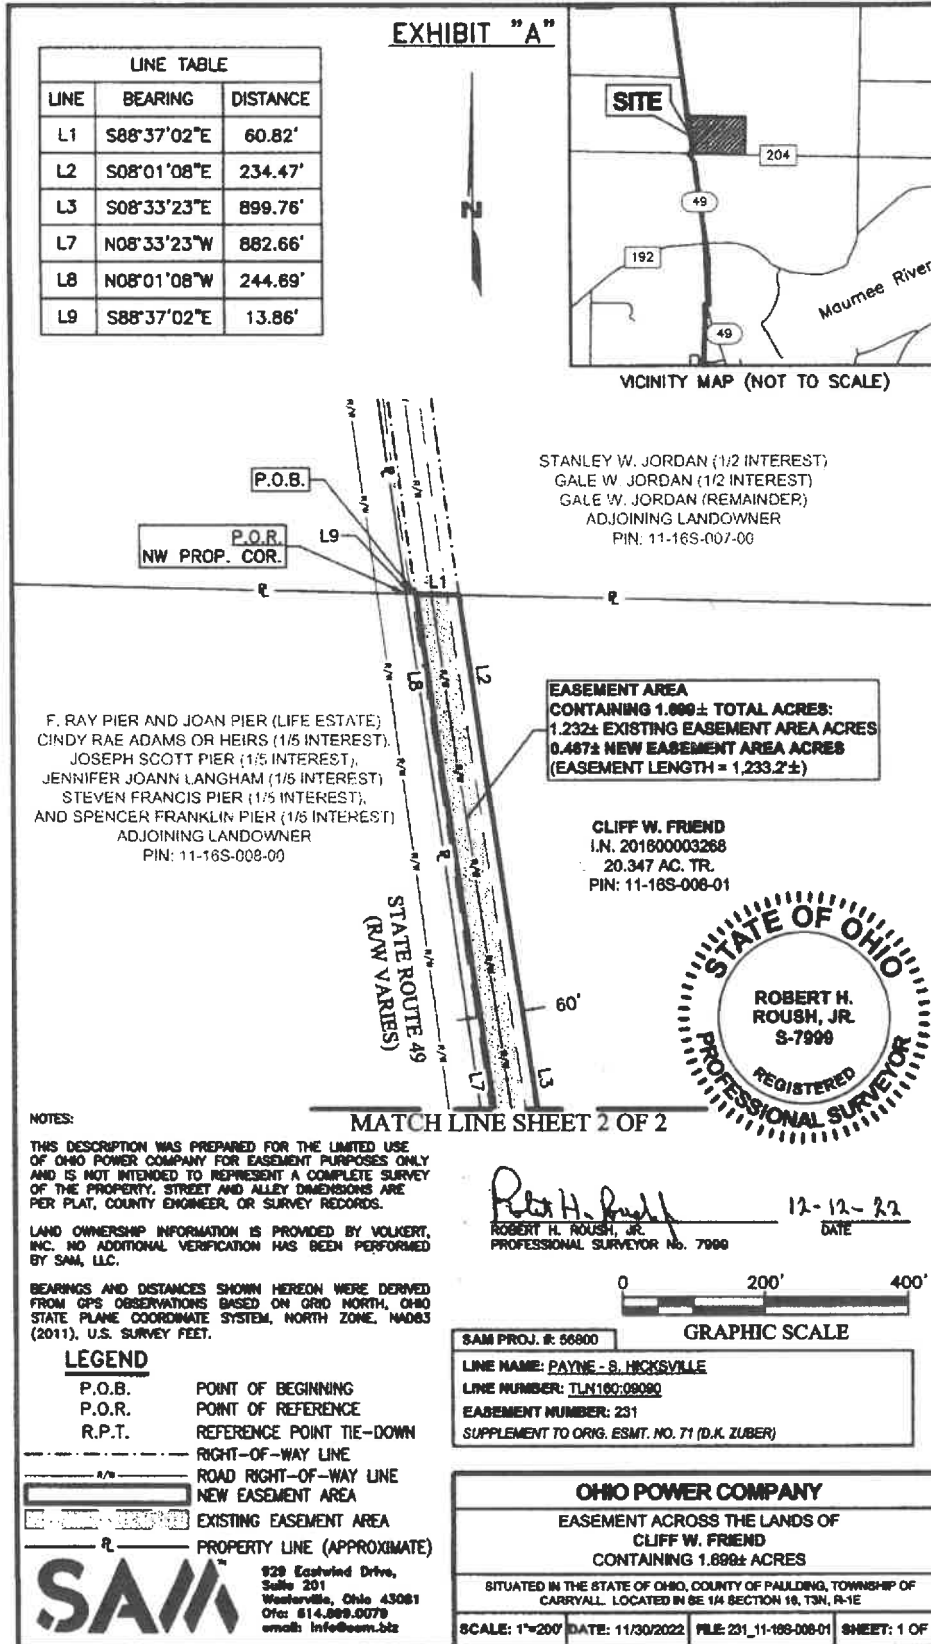 EXHIBIT "A"
LINE TABLE
LINE BEARING DISTANCE
L1 S88°37'02"E 60.82'
L2 S08°01'08"E 234.47'
L3 S08°33'23"E 899.76'
L7 N08°33'23"W 882.66'
L8 N08°01'08"W 244.69'
L9 S88°37'02"E 13.86'
N
SITE
204
49
192
49
Maumee River
VICINITY MAP (NOT TO SCALE)
STANLEY W. JORDAN (1/2 INTEREST)
GALE W. JORDAN (1/2 INTEREST)
GALE W. JORDAN (REMAINDER)
ADJOINING LANDOWNER
PIN: 11-16S-007-00
P.O.B.
P.O.R.
NW PROP. COR.
L9
L1
L2
L8
EASEMENT AREA
CONTAINING 1.699± TOTAL ACRES:
1.232± EXISTING EASEMENT AREA ACRES
0.467± NEW EASEMENT AREA ACRES
(EASEMENT LENGTH = 1,233.2'±)
F. RAY PIER AND JOAN PIER (LIFE ESTATE)
CINDY RAE ADAMS OR HEIRS (1/5 INTEREST),
JOSEPH SCOTT PIER (1/5 INTEREST),
JENNIFER JOANN LANGHAM (1/5 INTEREST)
STEVEN FRANCIS PIER (1/5 INTEREST),
AND SPENCER FRANKLIN PIER (1/5 INTEREST)
ADJOINING LANDOWNER
PIN: 11-16S-008-00
CLIFF W. FRIEND
I.N. 201600003268
20.347 AC. TR.
PIN: 11-16S-008-01
STATE ROUTE 49
(R/W VARIES)
60'
L7
L3
STATE OF OHIO
ROBERT H.
ROUSH, JR.
S-7999
REGISTERED
PROFESSIONAL SURVEYOR
MATCH LINE SHEET 2 OF 2
NOTES:
THIS DESCRIPTION WAS PREPARED FOR THE LIMITED USE
OF OHIO POWER COMPANY FOR EASEMENT PURPOSES ONLY
AND IS NOT INTENDED TO REPRESENT A COMPLETE SURVEY
OF THE PROPERTY. STREET AND ALLEY DIMENSIONS ARE
PER PLAT, COUNTY ENGINEER, OR SURVEY RECORDS.
LAND OWNERSHIP INFORMATION IS PROVIDED BY VOLKERT,
INC. NO ADDITIONAL VERIFICATION HAS BEEN PERFORMED
BY SAM, LLC.
BEARINGS AND DISTANCES SHOWN HEREON WERE DERIVED
FROM GPS OBSERVATIONS BASED ON GRID NORTH, OHIO
STATE PLANE COORDINATE SYSTEM, NORTH ZONE, NAD83
(2011), U.S. SURVEY FEET.
Robert H. Roush Jr
12-12-22
ROBERT H. ROUSH, JR.
PROFESSIONAL SURVEYOR No. 7999
DATE
0 200' 400'
GRAPHIC SCALE
LEGEND
P.O.B. POINT OF BEGINNING
P.O.R. POINT OF REFERENCE
R.P.T. REFERENCE POINT TIE-DOWN
RIGHT-OF-WAY LINE
R/W ROAD RIGHT-OF-WAY LINE
NEW EASEMENT AREA
EXISTING EASEMENT AREA
PROPERTY LINE (APPROXIMATE)
SAM PROJ. #: 56800
LINE NAME: PAYNE - S. HICKSVILLE
LINE NUMBER: TLN160:09090
EASEMENT NUMBER: 231
SUPPLEMENT TO ORIG. ESMT. NO. 71 (D.K. ZUBER)
SAM
929 Eastwind Drive,
Suite 201
Westerville, Ohio 43081
Ofc: 614.899.0079
email: info@sam.biz
OHIO POWER COMPANY
EASEMENT ACROSS THE LANDS OF
CLIFF W. FRIEND
CONTAINING 1.699± ACRES
SITUATED IN THE STATE OF OHIO, COUNTY OF PAULDING, TOWNSHIP OF
CARRYALL. LOCATED IN SE 1/4 SECTION 16, T3N, R-1E
SCALE: 1"=200' DATE: 11/30/2022 FILE: 231_11-16S-008-01 SHEET: 1 OF